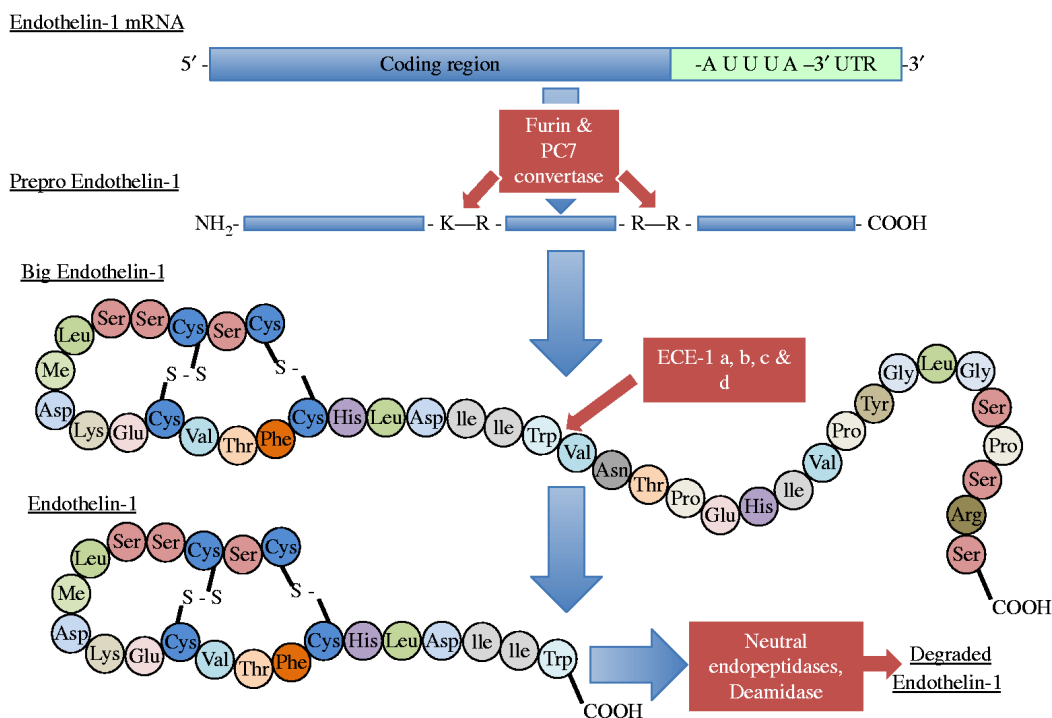 Endothelin-1 mRNA
5′ - Coding region -A U U U A –3′ UTR -3′
Furin &
PC7
convertase
Prepro Endothelin-1
NH2- - K—R - - R—R - - COOH
Big Endothelin-1
Leu Ser Ser Cys Ser Cys
S - S S -
Me
Asp Lys Glu Cys Val Thr Phe Cys His Leu Asp Ile Ile Trp Val Asn Thr Pro Glu His Ile Val Pro Tyr Gly Leu Gly Ser Pro Ser Arg Ser
COOH
ECE-1 a, b, c &
d
Endothelin-1
Leu Ser Ser Cys Ser Cys
S - S S -
Me
Asp Lys Glu Cys Val Thr Phe Cys His Leu Asp Ile Ile Trp
COOH
Neutral
endopeptidases,
Deamidase
Degraded
Endothelin-1